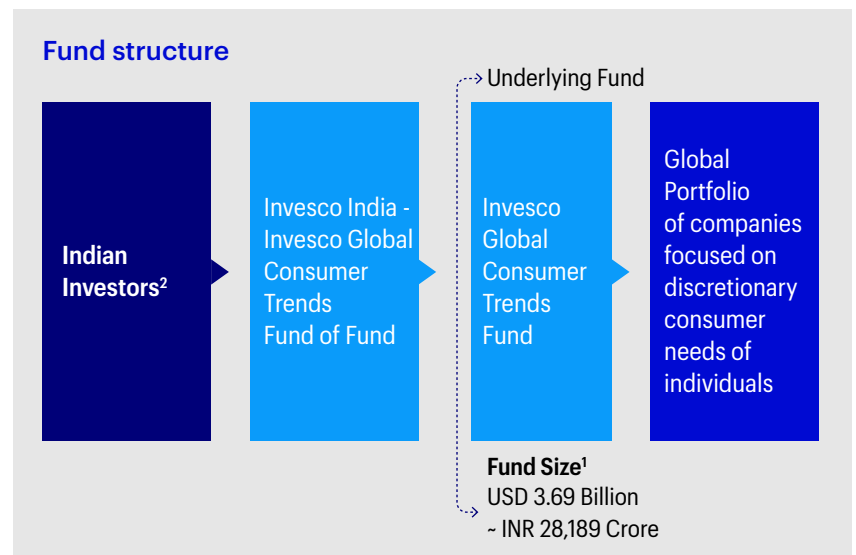 Fund structure
Underlying Fund
Indian
Investors²
Invesco India -
Invesco Global
Consumer
Trends
Fund of Fund
Invesco
Global
Consumer
Trends
Fund
Global
Portfolio
of companies
focused on
discretionary
consumer
needs of
individuals
Fund Size¹
USD 3.69 Billion
~ INR 28,189 Crore